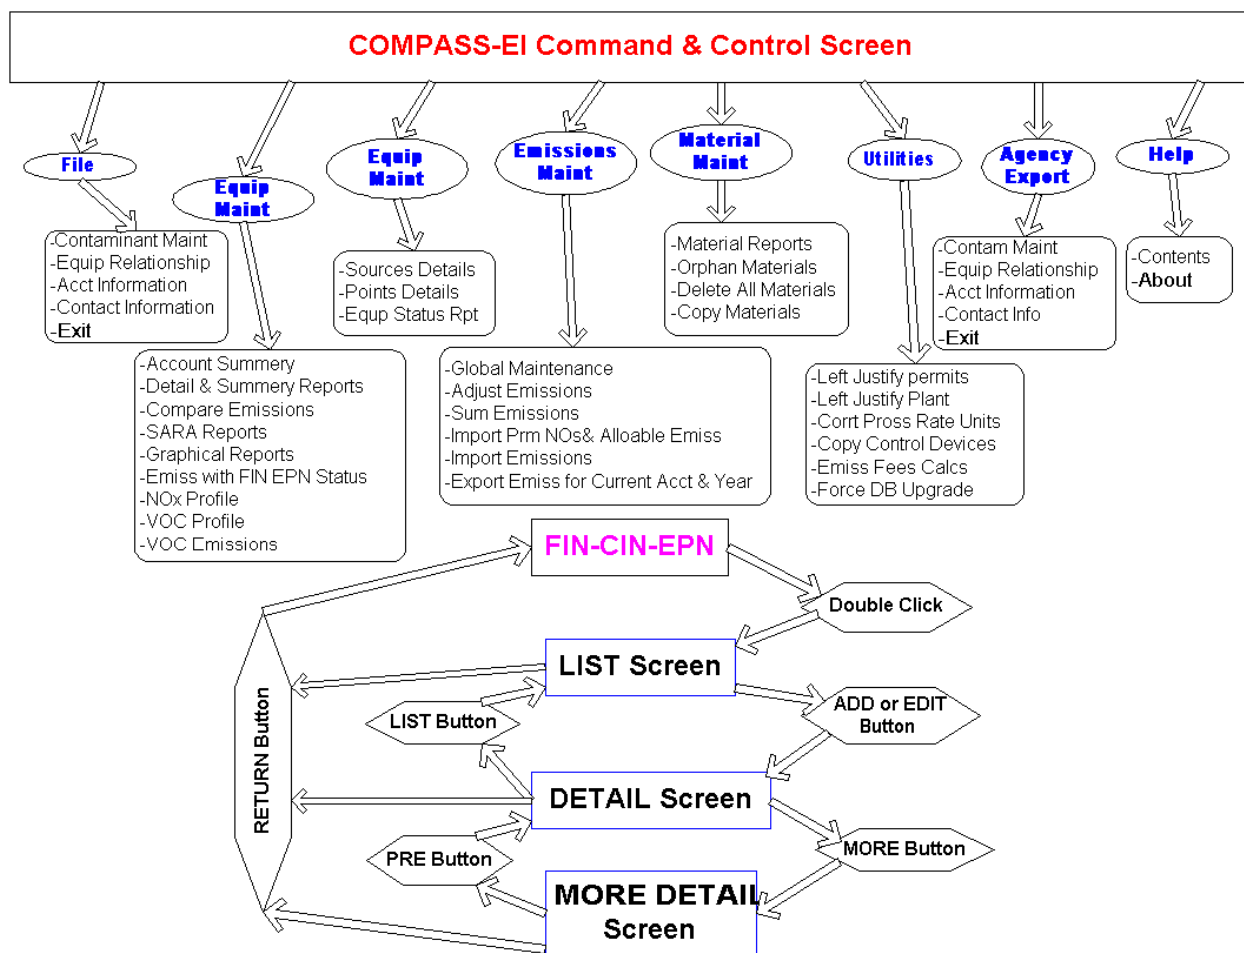 COMPASS-EI Command & Control Screen
File
Equip
Maint
Equip
Maint
Emissions
Maint
Material
Maint
Utilities
Agency
Export
Help
-Contaminant Maint
-Equip Relationship
-Acct Information
-Contact Information
-Exit
-Account Summery
-Detail & Summery Reports
-Compare Emissions
-SARA Reports
-Graphical Reports
-Emiss with FIN EPN Status
-NOx Profile
-VOC Profile
-VOC Emissions
-Sources Details
-Points Details
-Equp Status Rpt
-Global Maintenance
-Adjust Emissions
-Sum Emissions
-Import Prm NOs& Alloable Emiss
-Import Emissions
-Export Emiss for Current Acct & Year
-Material Reports
-Orphan Materials
-Delete All Materials
-Copy Materials
-Left Justify permits
-Left Justify Plant
-Corrt Pross Rate Units
-Copy Control Devices
-Emiss Fees Calcs
-Force DB Upgrade
-Contam Maint
-Equip Relationship
-Acct Information
-Contact Info
-Exit
-Contents
-About
FIN-CIN-EPN
Double Click
LIST Screen
ADD or EDIT
Button
LIST Button
RETURN Button
DETAIL Screen
MORE Button
PRE Button
MORE DETAIL
Screen